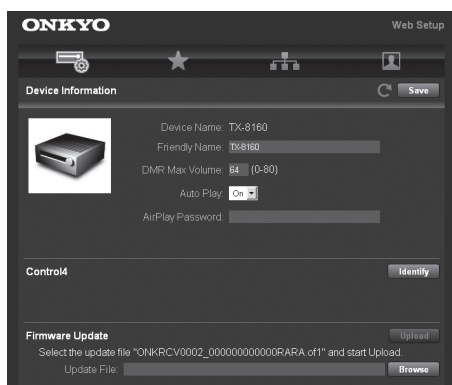 ONKYO
Web Setup
Device Information
Save
Device Name: TX-8160
Friendly Name: TX-8160
DMR Max Volume: 64 (0-80)
Auto Play: On
AirPlay Password:
Control4
Identify
Firmware Update
Upload
Select the update file "ONKRCV0002_000000000000RARA.of1" and start Upload.
Update File:
Browse